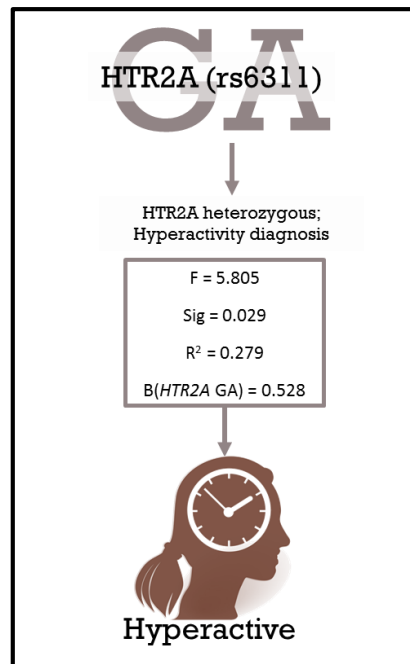 GA
HTR2A (rs6311)
HTR2A heterozygous;
Hyperactivity diagnosis
F = 5.805
Sig = 0.029
R² = 0.279
B(HTR2A GA) = 0.528
Hyperactive